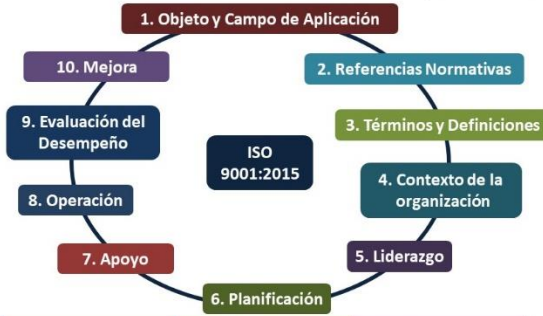 1. Objeto y Campo de Aplicación
2. Referencias Normativas
3. Términos y Definiciones
4. Contexto de la
organización
5. Liderazgo
6. Planificación
7. Apoyo
8. Operación
9. Evaluación del
Desempeño
10. Mejora
ISO
9001:2015